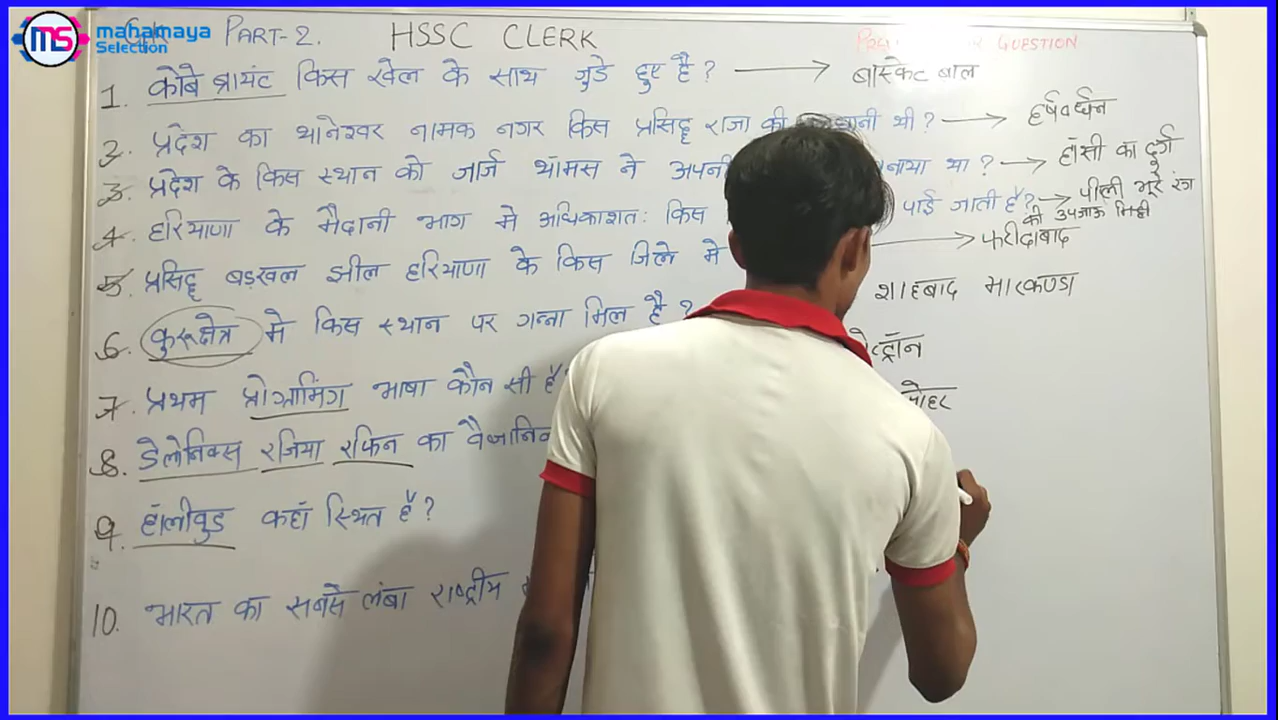 MS mahamaya Selection
PART-2. HSSC CLERK QUESTION
1. कोबे ब्रायंट किस खेल के साथ जुडे हुए है ? → बास्केट बाल
2. प्रदेश का थानेश्वर नामक नगर किस प्रसिद्ध राजा की थी ? → हर्षवर्धन
3. प्रदेश के किस स्थान को जार्ज थॉमस ने अपनी बनाया था ? → हाँसी का दुर्ग
4. हरियाणा के मैदानी भाग मे अधिकाशतः किस पाई जाती है ? → पीली भूरे रंग
की उपजाऊ मिट्टी
5. प्रसिद्ध बड़खल झील हरियाणा के किस जिले मे → फरीदाबाद
6. कुरूक्षेत्र मे किस स्थान पर गन्ना मिल है ? शाहबाद मारकण्डा
7. प्रथम प्रोग्रामिंग भाषा कौन सी है ?
8. डेलोनिक्स रजिया रफिन का
9. हॉलीवुड कहाँ स्थित है ?
10. भारत का सबसे लंबा राष्ट्रीय